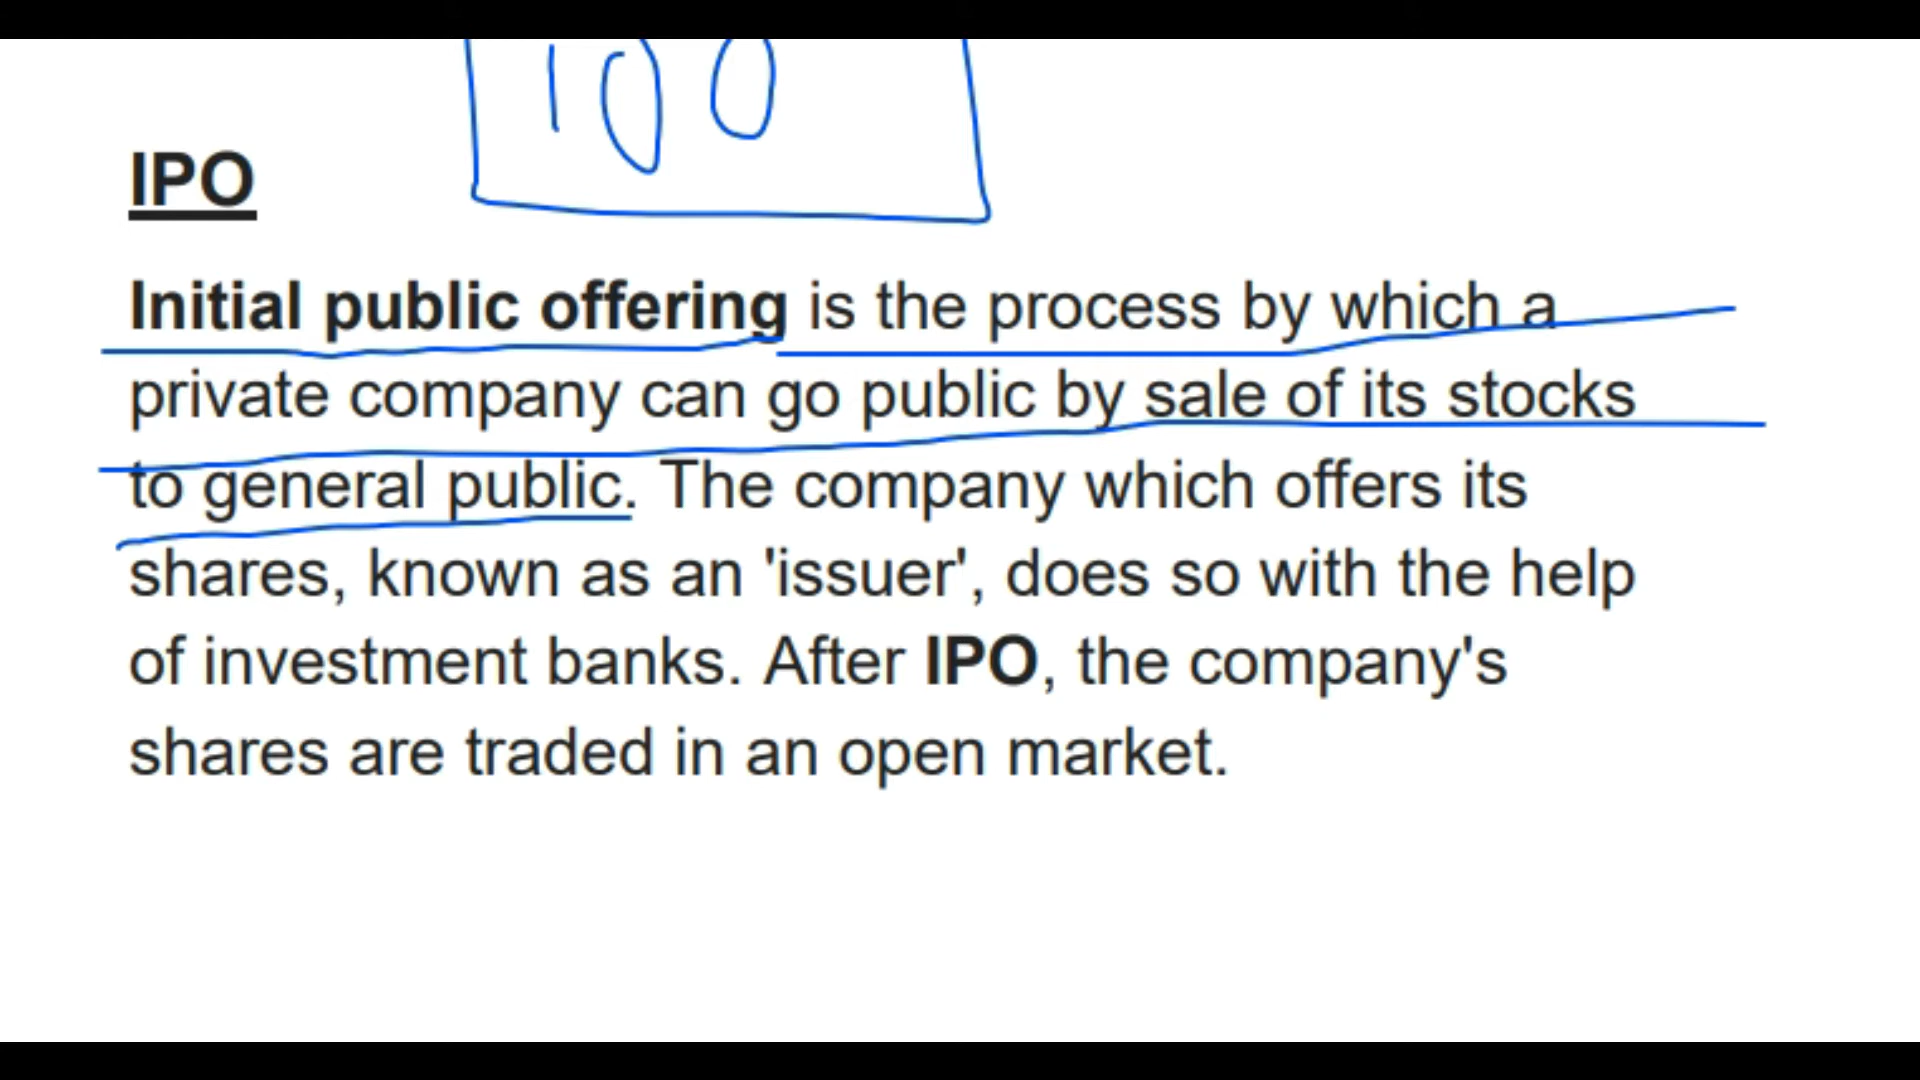 100
IPO
Initial public offering is the process by which a
private company can go public by sale of its stocks
to general public. The company which offers its
shares, known as an 'issuer', does so with the help
of investment banks. After IPO, the company's
shares are traded in an open market.